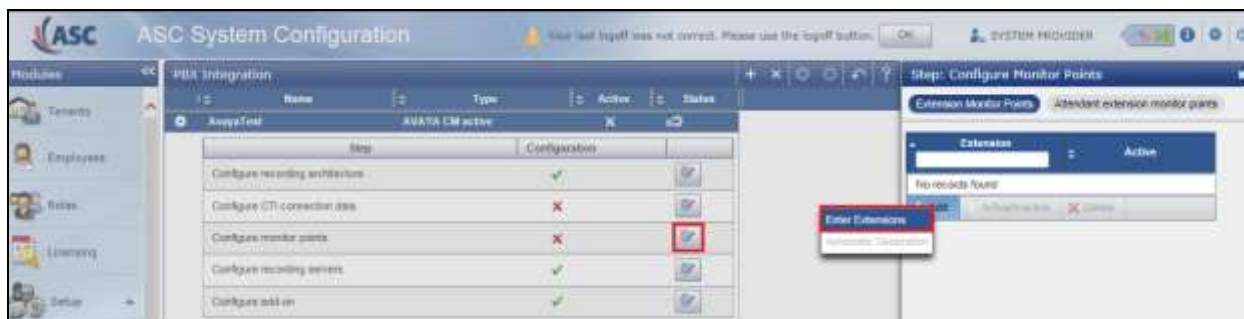 ASC
ASC System Configuration
Your last logoff was not correct. Please use the logoff button.
OK
SYSTEM PROVIDER
Modules
Tenants
Employees
Roles
Licensing
Setup
PBX Integration
Name Type Active Status
AvayaTest AVAYA CM active
Step Configuration
Configure recording architecture
Configure CTI connection data
Configure monitor points
Configure recording servers
Configure add-on
Step: Configure Monitor Points
Extension Monitor Points Attendant extension monitor points
Extension Active
No records found
Delete
Enter Extensions